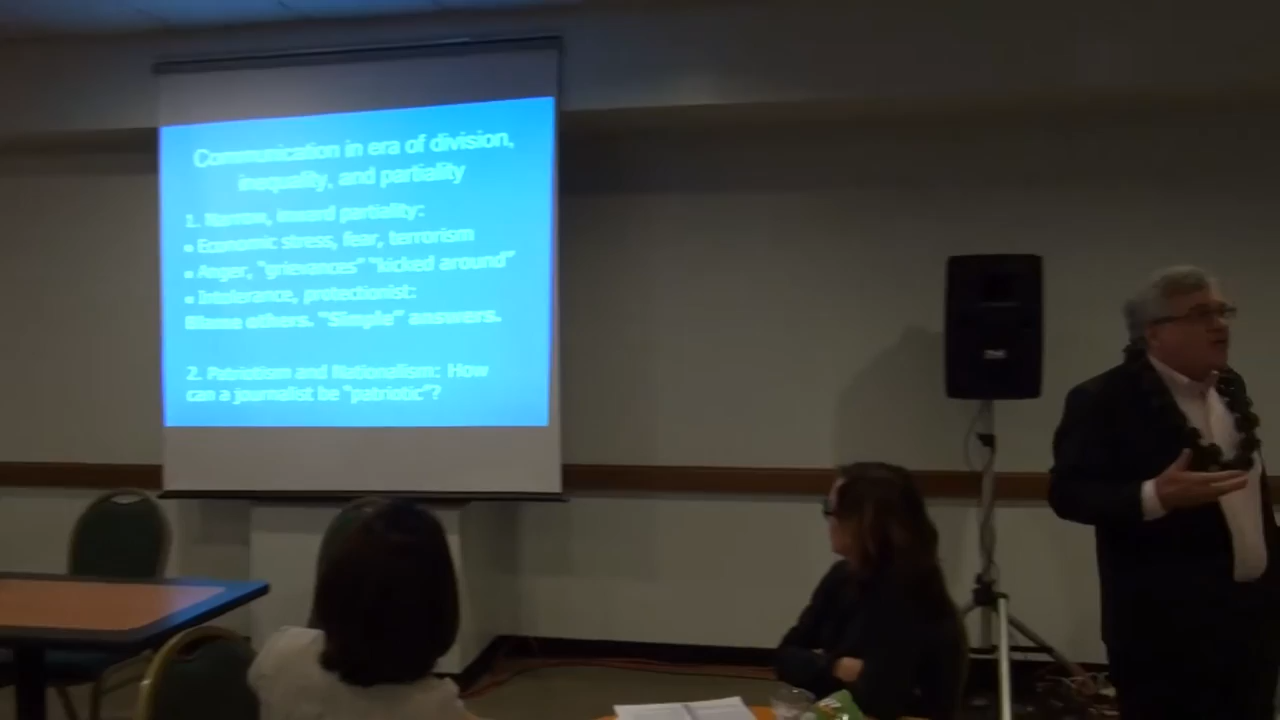 Communication in era of division,
inequality, and partiality
1. Narrow, inward partiality:
• Economic stress, fear, terrorism
• Anger, "grievances" "kicked around"
• Intolerance, protectionist:
Blame others. "Simple" answers.
2. Patriotism and Nationalism: How
can a journalist be "patriotic"?